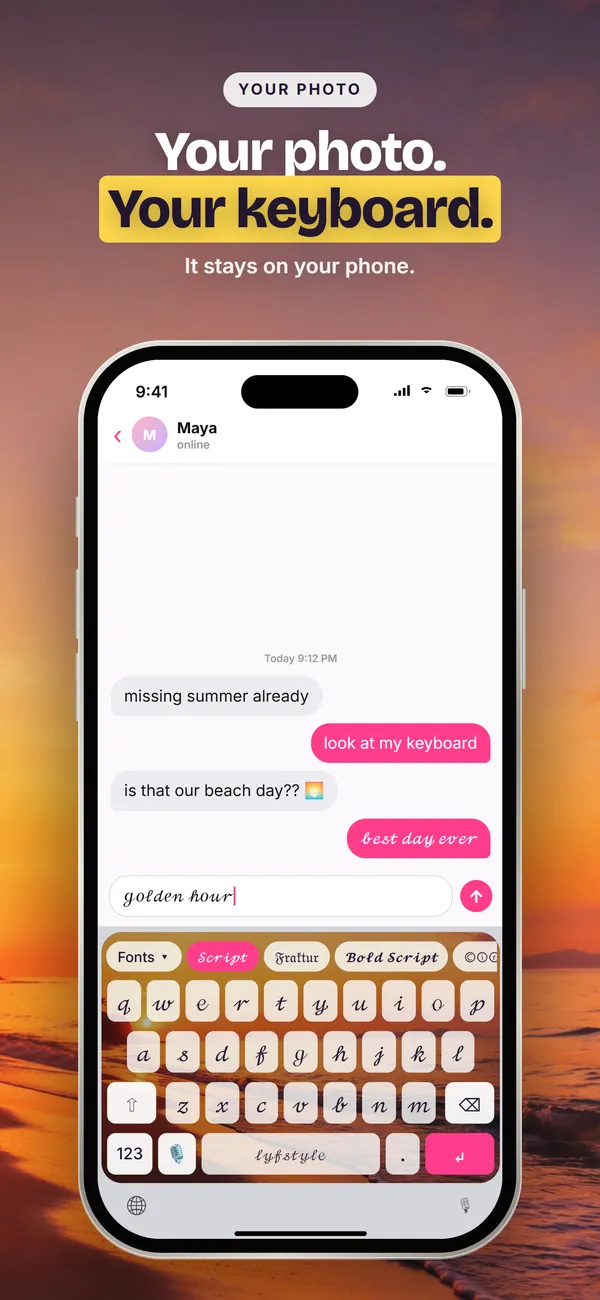 YOUR PHOTO
Your photo.
Your keyboard.
It stays on your phone.
9:41
M
Maya
online
Today 9:12 PM
missing summer already
look at my keyboard
is that our beach day?? 🌅
𝓫𝓮𝓼𝓽 𝓭𝓪𝔂 𝓮𝓿𝓮𝓻
𝓰𝓸𝓵𝓭𝓮𝓷 𝓱𝓸𝓾𝓻
Fonts ▾ 𝓢𝓬𝓻𝓲𝓹𝓽 𝔉𝔯𝔞𝔨𝔱𝔲𝔯 𝓑𝓸𝓵𝓭 𝓢𝓬𝓻𝓲𝓹𝓽 Ⓒⓘ
q w e r t y u i o p
a s d f g h j k l
⇧ z x c v b n m ⌫
123 lyfstyle . ↵